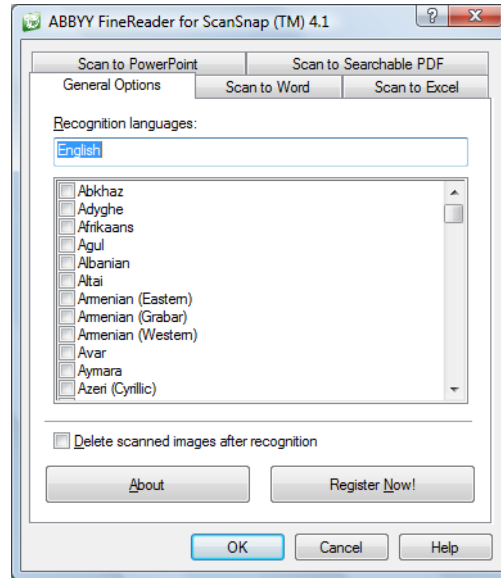 ABBYY FineReader for ScanSnap (TM) 4.1
Scan to PowerPoint Scan to Searchable PDF
General Options Scan to Word Scan to Excel
Recognition languages:
English
Abkhaz
Adyghe
Afrikaans
Agul
Albanian
Altai
Armenian (Eastern)
Armenian (Grabar)
Armenian (Western)
Avar
Aymara
Azeri (Cyrillic)
Delete scanned images after recognition
About Register Now!
OK Cancel Help